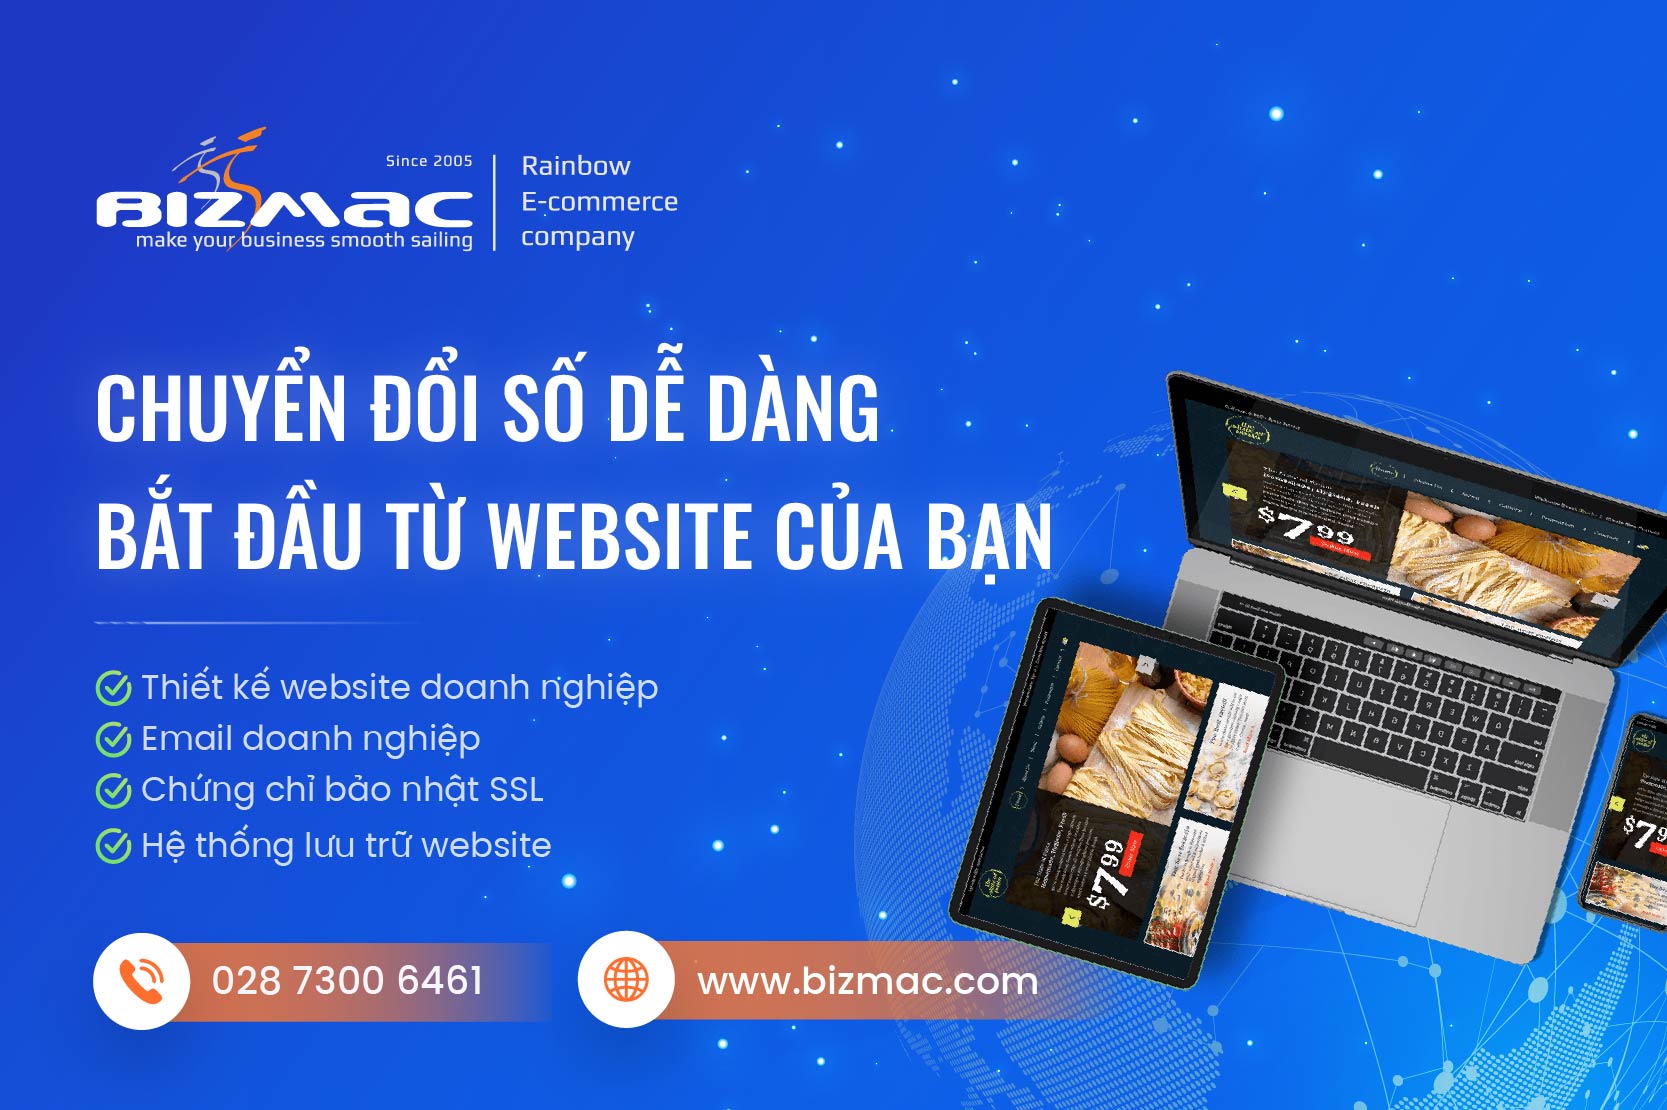 Since 2005
BIZMAC
make your business smooth sailing
Rainbow
E-commerce
company
CHUYỂN ĐỔI SỐ DỄ DÀNG
BẮT ĐẦU TỪ WEBSITE CỦA BẠN
Thiết kế website doanh nghiệp
Email doanh nghiệp
Chứng chỉ bảo nhật SSL
Hệ thống lưu trữ website
028 7300 6461
www.bizmac.com
$7.99
$7.99